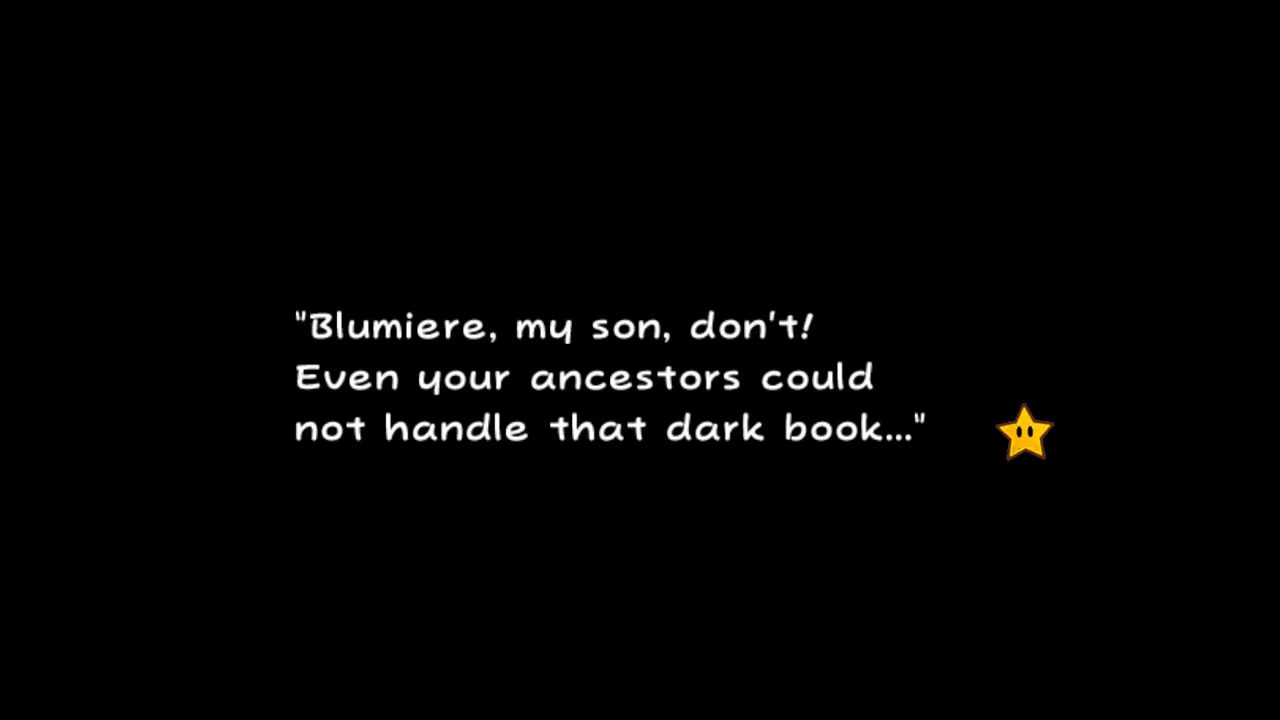 "Blumiere, my son, don't!
Even your ancestors could
not handle that dark book..."